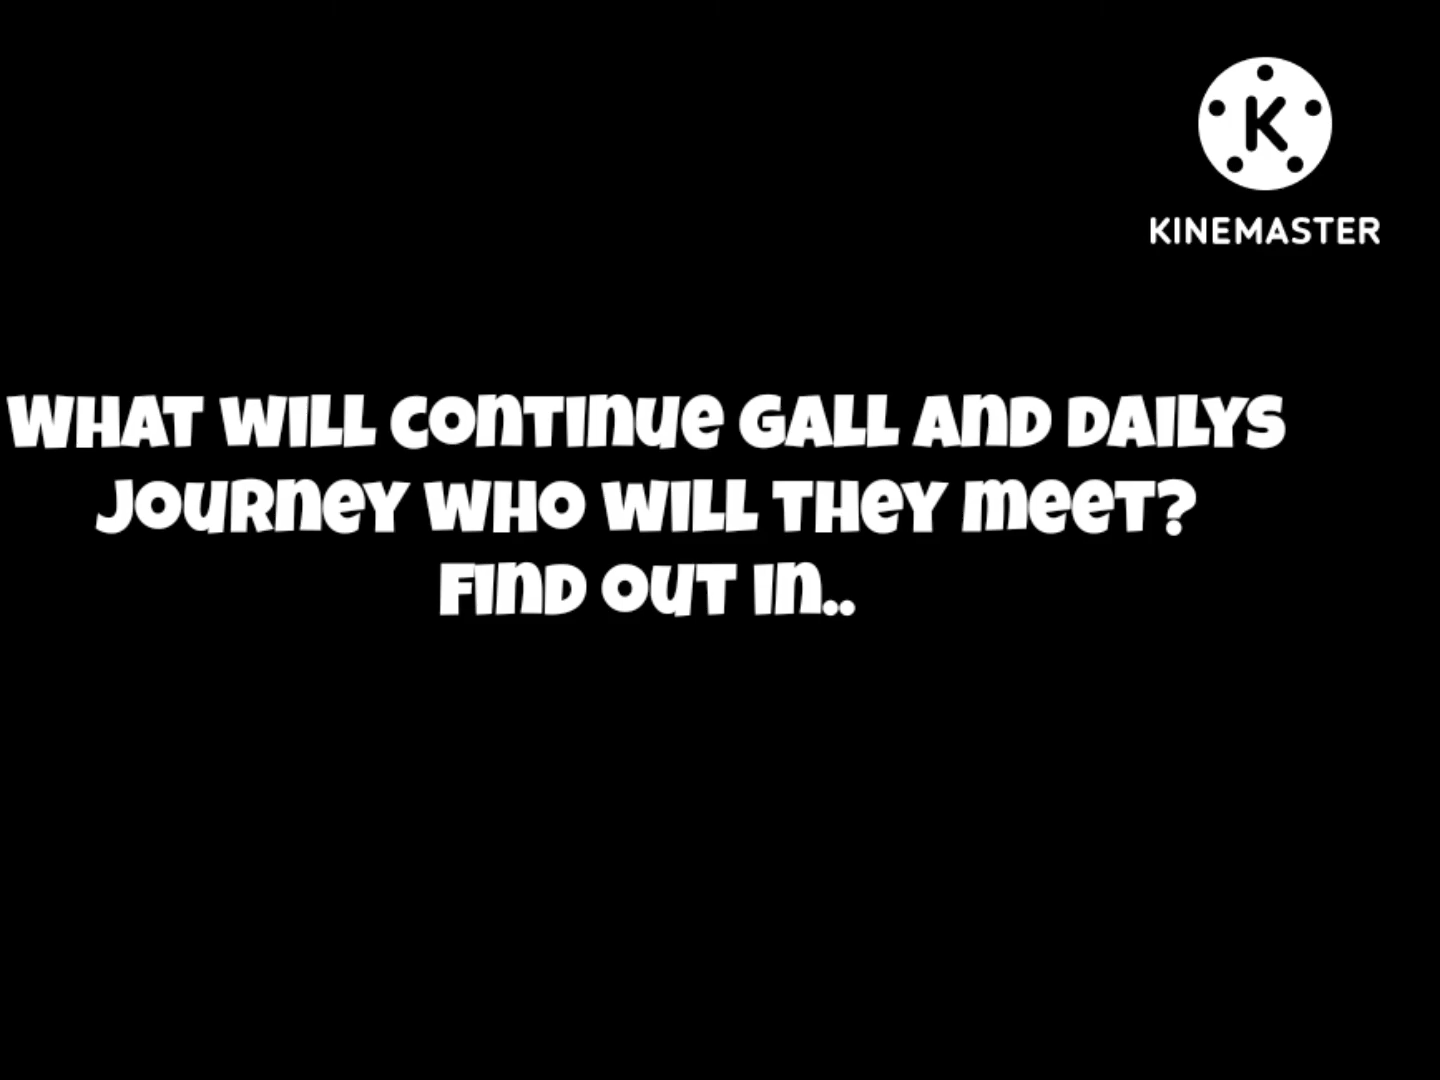 K
KINEMASTER
WHAT WILL CONTINUE GALL AND DAILYS
JOURNEY WHO WILL THEY MEET?
FIND OUT IN..